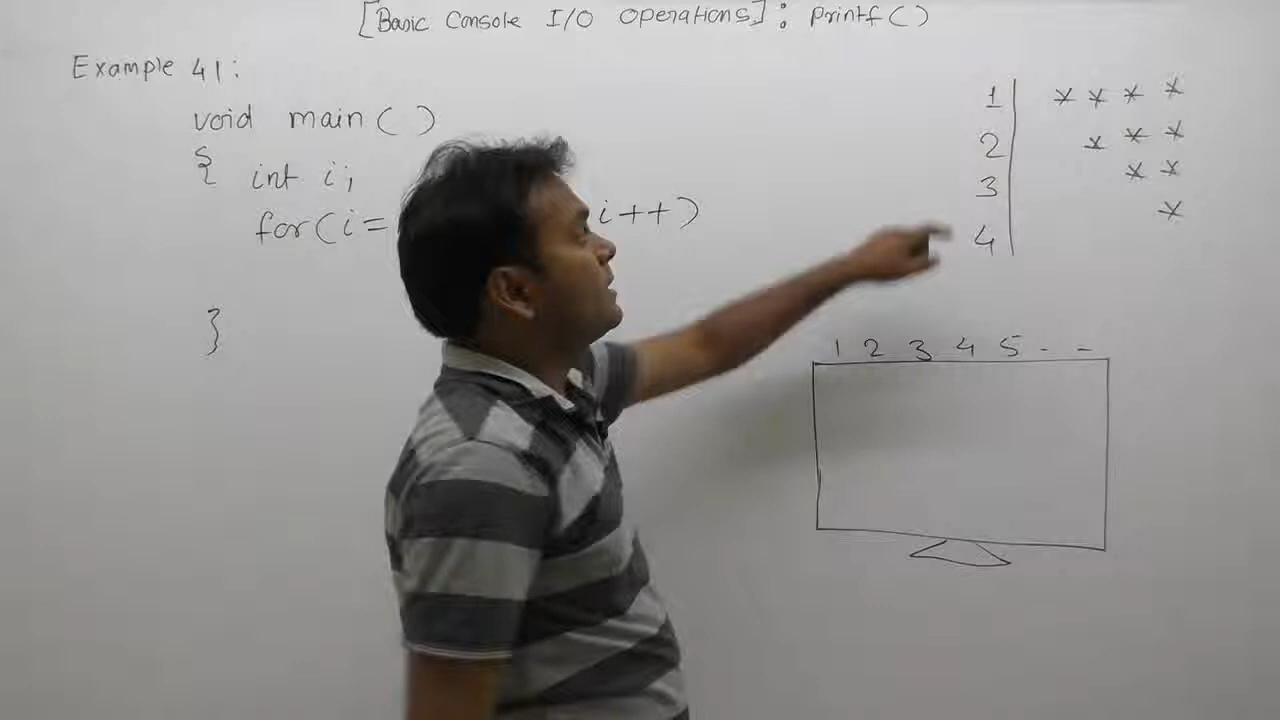 [Basic Console I/O Operations]: printf()
Example 41:
void main()
{ int i;
for(i= i++)
}
1 | * * * *
2 | * * *
3 | * *
4 | *
1 2 3 4 5 - -